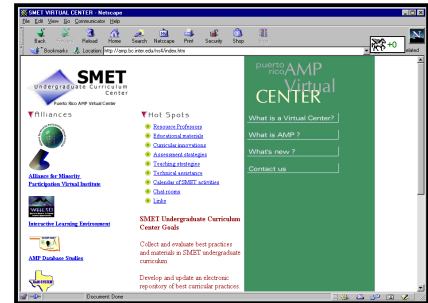 SMET VIRTUAL CENTER - Netscape
File Edit View Go Communicator Help
Back Reload Home Search Netscape Print Security Shop
Bookmarks Location: http://amp.bc.inter.edu/ns4/index.htm
+0
SMET
Undergraduate Curriculum
Center
Puerto Rico AMP Virtual Center
Alliances
Alliance for Minority
Participation Virtual Institute
Interactive Learning Environment
AMP Database Studies
Hot Spots
Resource Professors
Educational materials
Curricular innovations
Assessment strategies
Teaching strategies
Technical assistance
Calendar of SMET activities
Chat rooms
Links
SMET Undergraduate Curriculum
Center Goals
Collect and evaluate best practices
and materials in SMET undergraduate
curriculum
Develop and update an electronic
repository of best curricular practices.
puerto rico AMP
Virtual
CENTER
What is a Virtual Center?
What is AMP ?
What's new ?
Contact us
Document Done